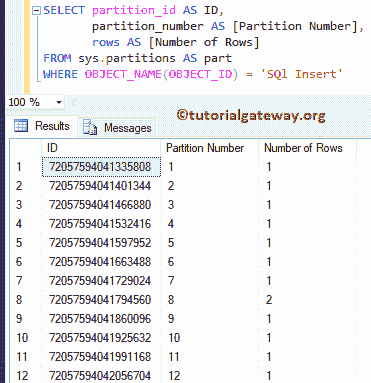 SELECT partition_id AS ID,
partition_number AS [Partition Number],
rows AS [Number of Rows]
FROM sys.partitions AS part
WHERE OBJECT_NAME(OBJECT_ID) = 'SQl Insert'
100 %
©tutorialgateway.org
Results Messages
ID Partition Number Number of Rows
1 72057594041335808 1 1
2 72057594041401344 2 1
3 72057594041466880 3 1
4 72057594041532416 4 1
5 72057594041597952 5 1
6 72057594041663488 6 1
7 72057594041729024 7 1
8 72057594041794560 8 2
9 72057594041860096 9 1
10 72057594041925632 10 1
11 72057594041991168 11 1
12 72057594042056704 12 1